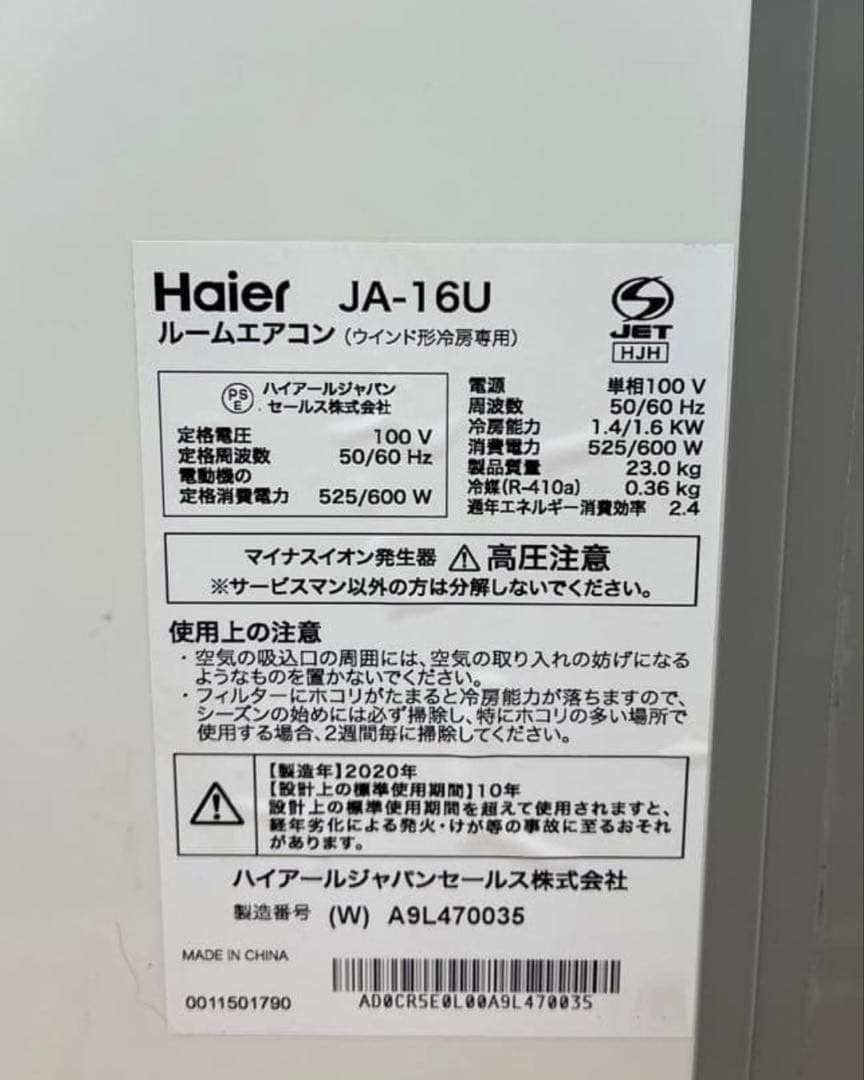 Haier JA-16U
ルームエアコン（ウインド形冷房専用）
JET
HJH
PS
E
ハイアールジャパン
セールス株式会社
定格電圧 100 V
定格周波数 50/60 Hz
電動機の
定格消費電力 525/600 W
電源 単相100 V
周波数 50/60 Hz
冷房能力 1.4/1.6 KW
消費電力 525/600 W
製品質量 23.0 kg
冷媒(R-410a) 0.36 kg
通年エネルギー消費効率 2.4
マイナスイオン発生器 ⚠高圧注意
※サービスマン以外の方は分解しないでください。
使用上の注意
・空気の吸込口の周囲には、空気の取り入れの妨げになる
ようなものを置かないでください。
・フィルターにホコリがたまると冷房能力が落ちますので、
シーズンの始めには必ず掃除し、特にホコリの多い場所で
使用する場合、2週間毎に掃除してください。
【製造年】2020年
【設計上の標準使用期間】10年
設計上の標準使用期間を超えて使用されますと、
経年劣化による発火・けが等の事故に至るおそれ
があります。
ハイアールジャパンセールス株式会社
製造番号 (W) A9L470035
MADE IN CHINA
0011501790
AD0CR5E0L00A9L470035